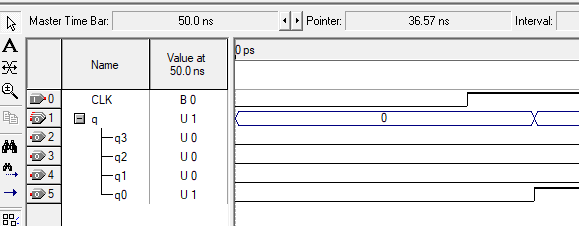 Master Time Bar: 50.0 ns Pointer: 36.57 ns Interval:
A
Name Value at 50.0 ns 0 ps
0 CLK B 0
1 q U 1 0
2 q3 U 0
3 q2 U 0
4 q1 U 0
5 q0 U 1